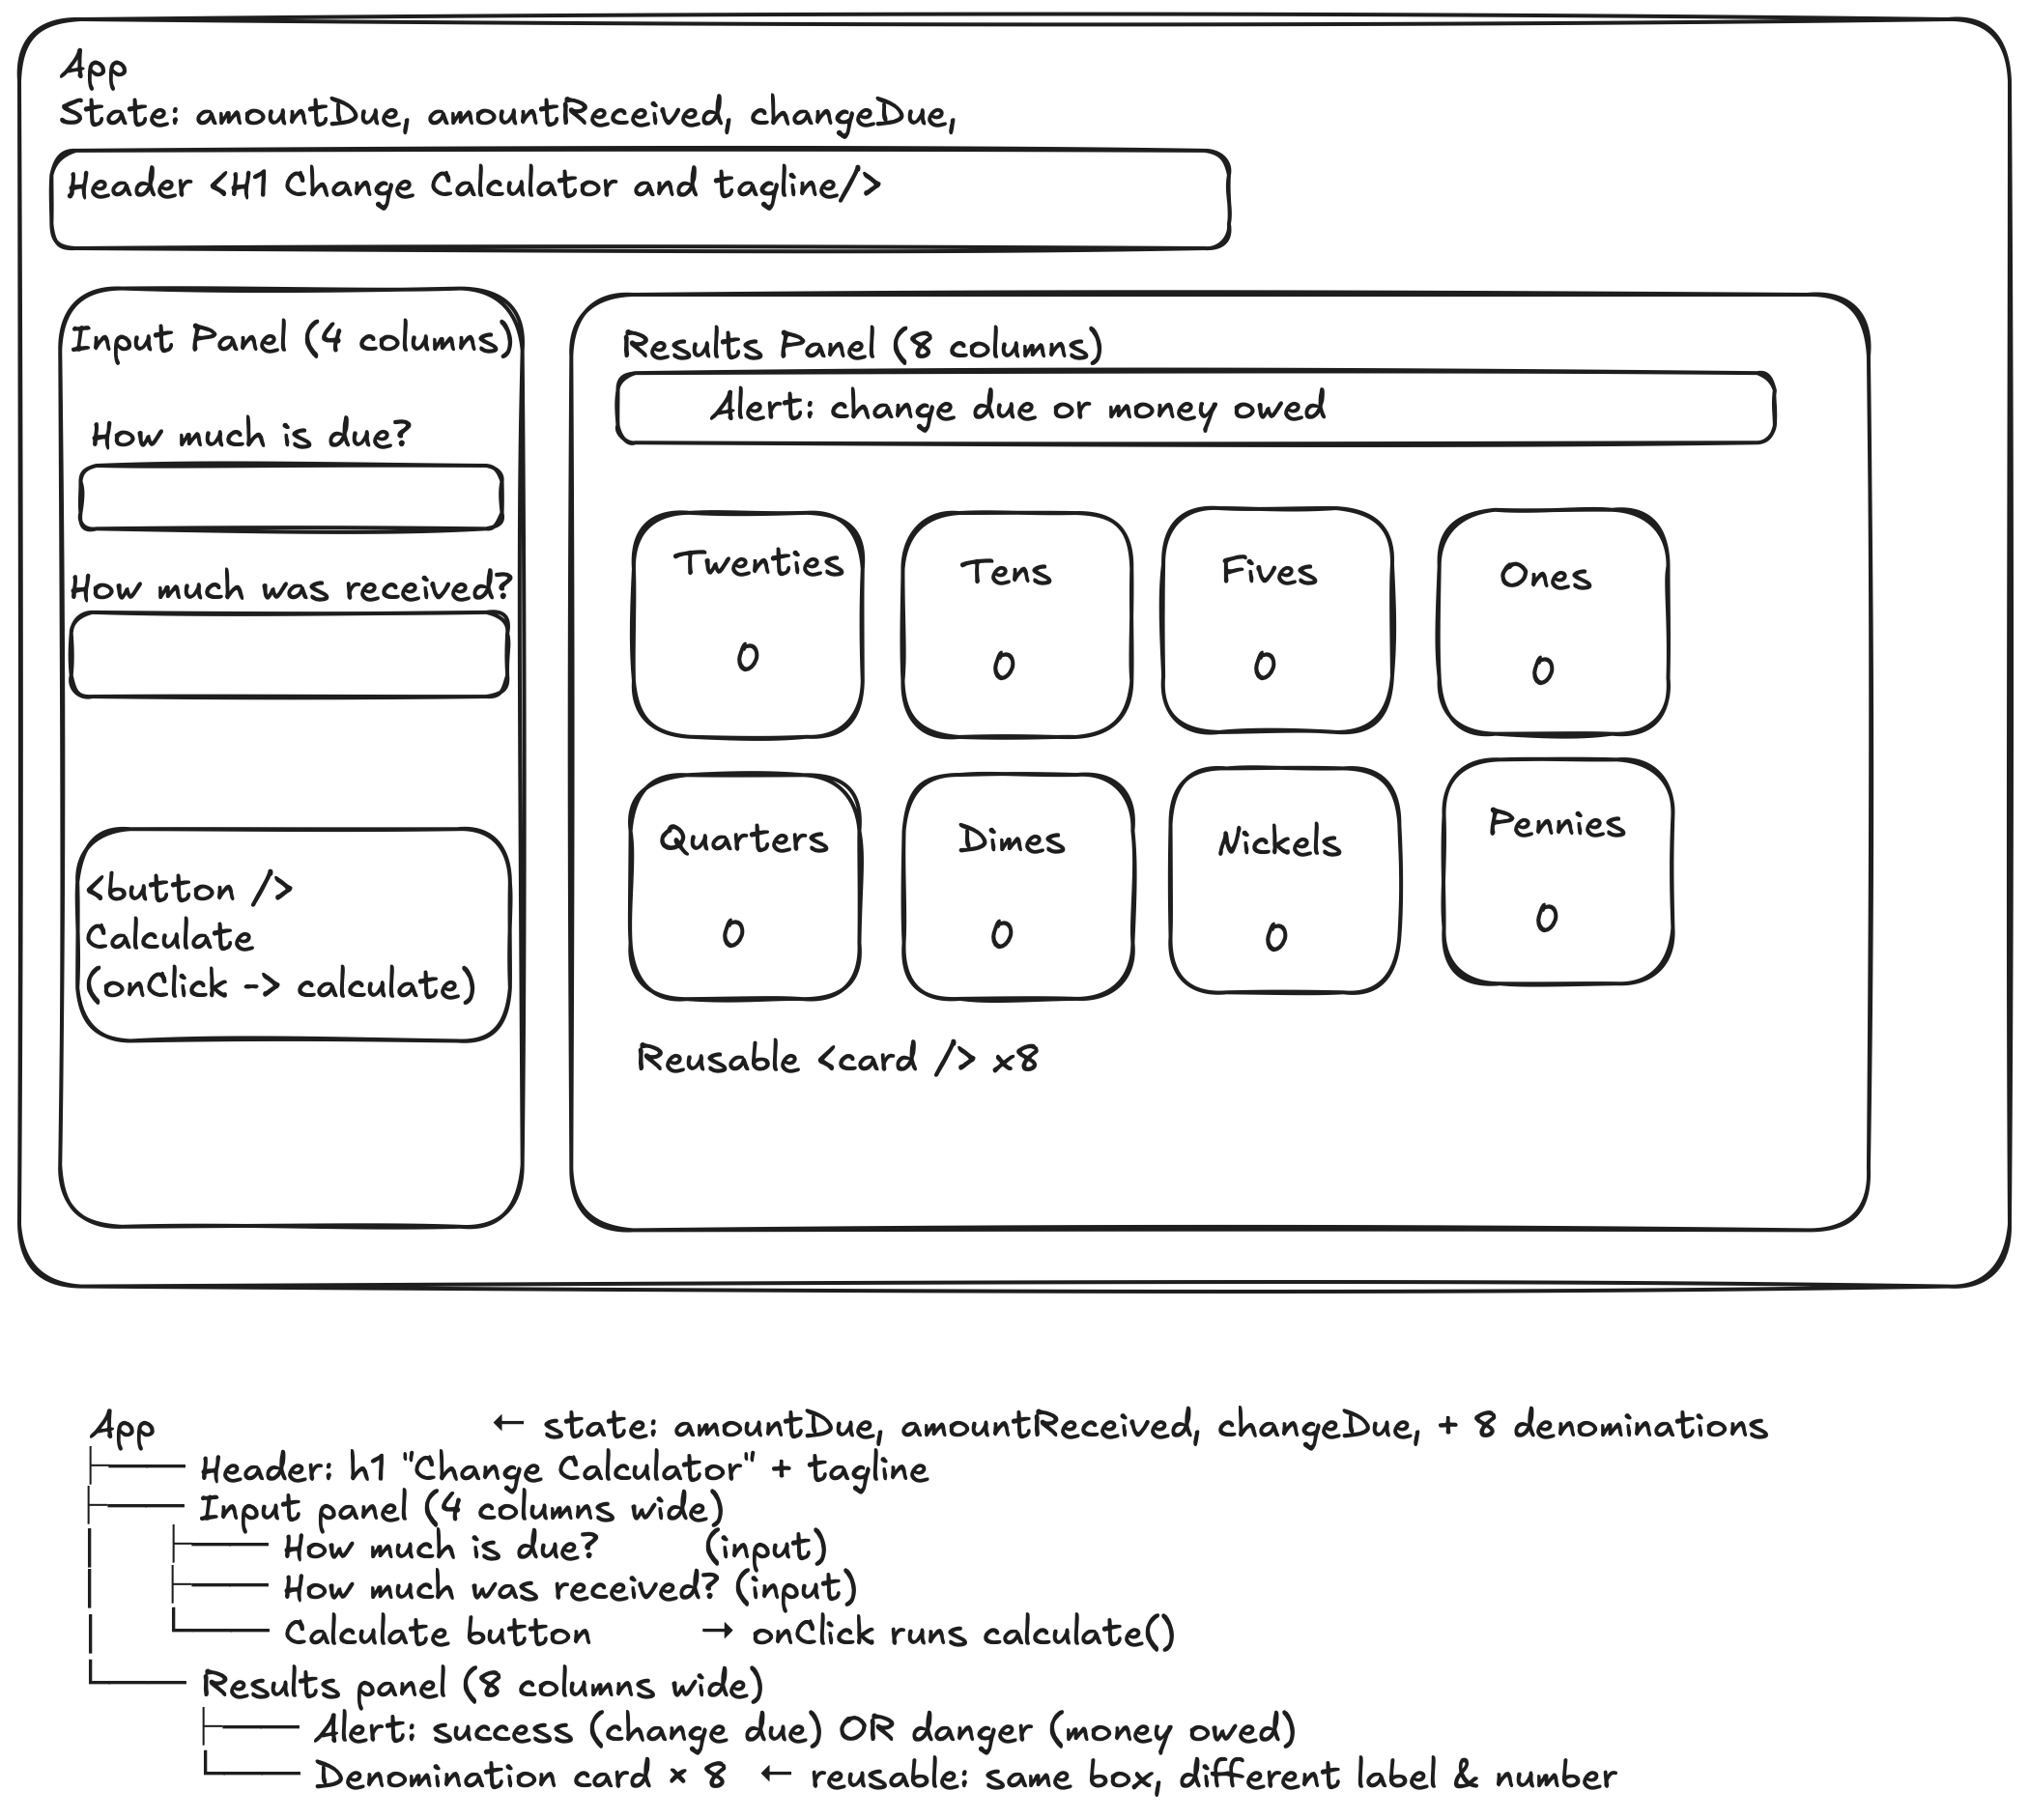 App
State: amountDue, amountReceived, changeDue,
Header <H1 Change Calculator and tagline/>
Input Panel (4 columns)
How much is due?
How much was received?
<button />
Calculate
(onClick -> calculate)
Results Panel (8 columns)
Alert: change due or money owed
Twenties
0
Tens
0
Fives
0
Ones
0
Quarters
0
Dimes
0
Nickels
0
Pennies
0
Reusable <card /> x8
App ← state: amountDue, amountReceived, changeDue, + 8 denominations
Header: h1 "Change Calculator" + tagline
Input panel (4 columns wide)
How much is due? (input)
How much was received? (input)
Calculate button → onClick runs calculate()
Results panel (8 columns wide)
Alert: success (change due) OR danger (money owed)
Denomination card × 8 ← reusable: same box, different label & number